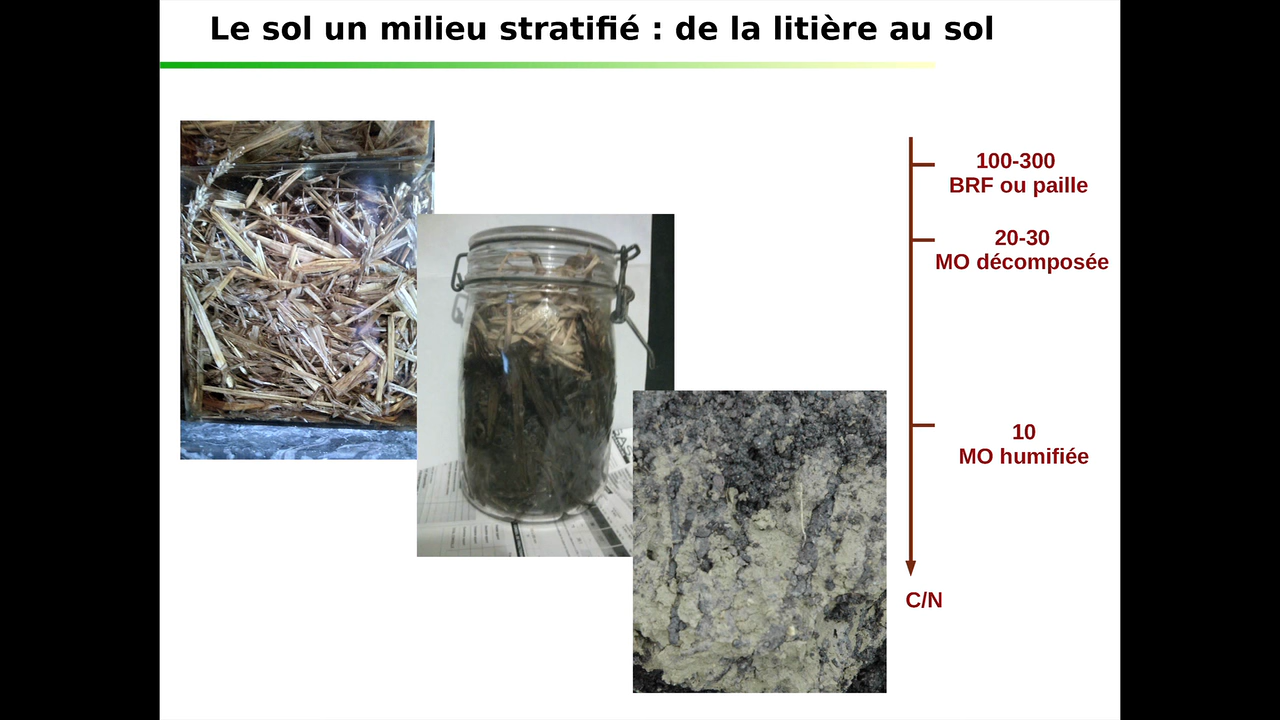 Le sol un milieu stratifié : de la litière au sol
100-300
BRF ou paille
20-30
MO décomposée
10
MO humifiée
C/N